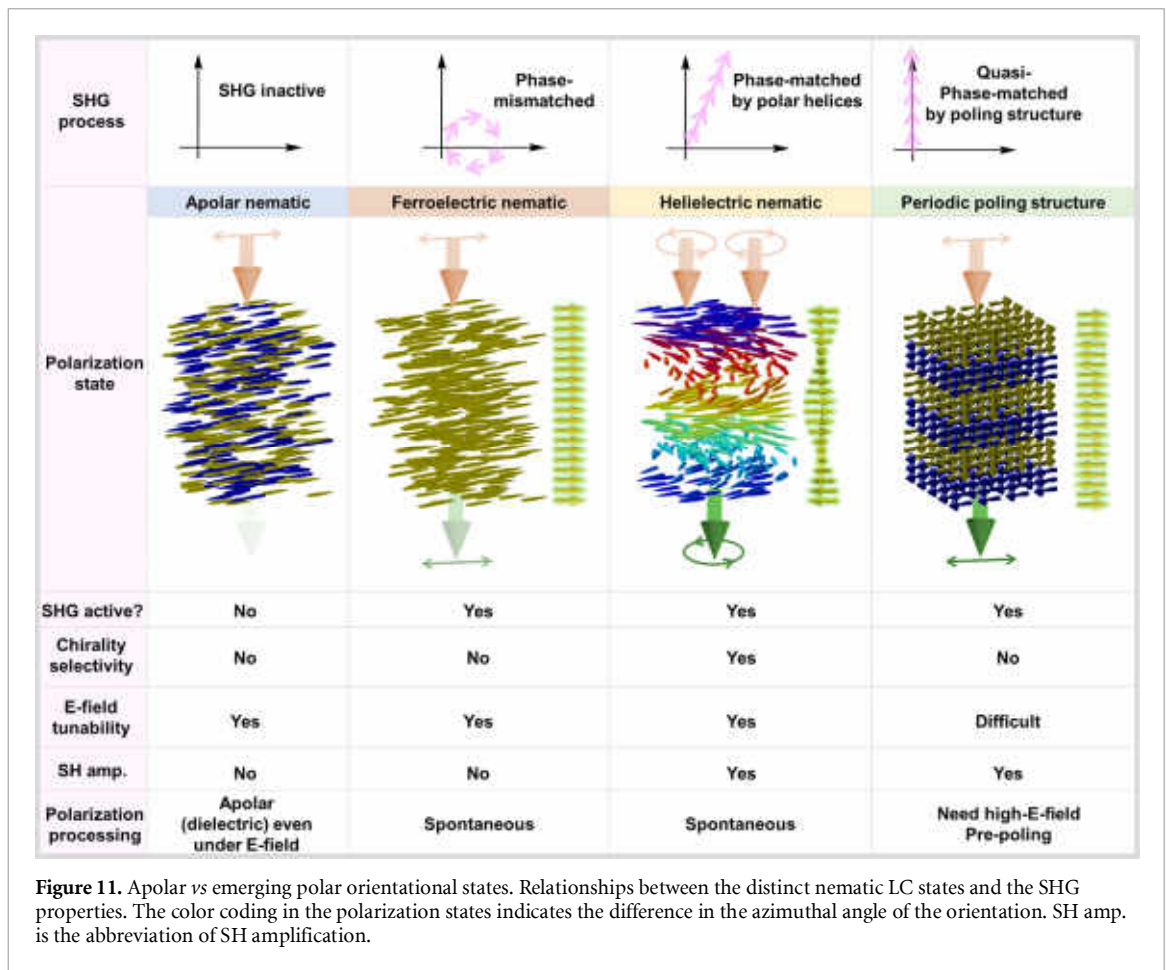 SHG process
SHG inactive
Phase-
mismatched
Phase-matched
by polar helices
Quasi-
Phase-matched
by poling structure
Apolar nematic
Ferroelectric nematic
Helielectric nematic
Periodic poling structure
Polarization
state
SHG active?
No
Yes
Yes
Yes
Chirality
selectivity
No
No
Yes
No
E-field
tunability
Yes
Yes
Yes
Difficult
SH amp.
No
No
Yes
Yes
Polarization
processing
Apolar
(dielectric) even
under E-field
Spontaneous
Spontaneous
Need high-E-field
Pre-poling
Figure 11. Apolar vs emerging polar orientational states. Relationships between the distinct nematic LC states and the SHG
properties. The color coding in the polarization states indicates the difference in the azimuthal angle of the orientation. SH amp.
is the abbreviation of SH amplification.